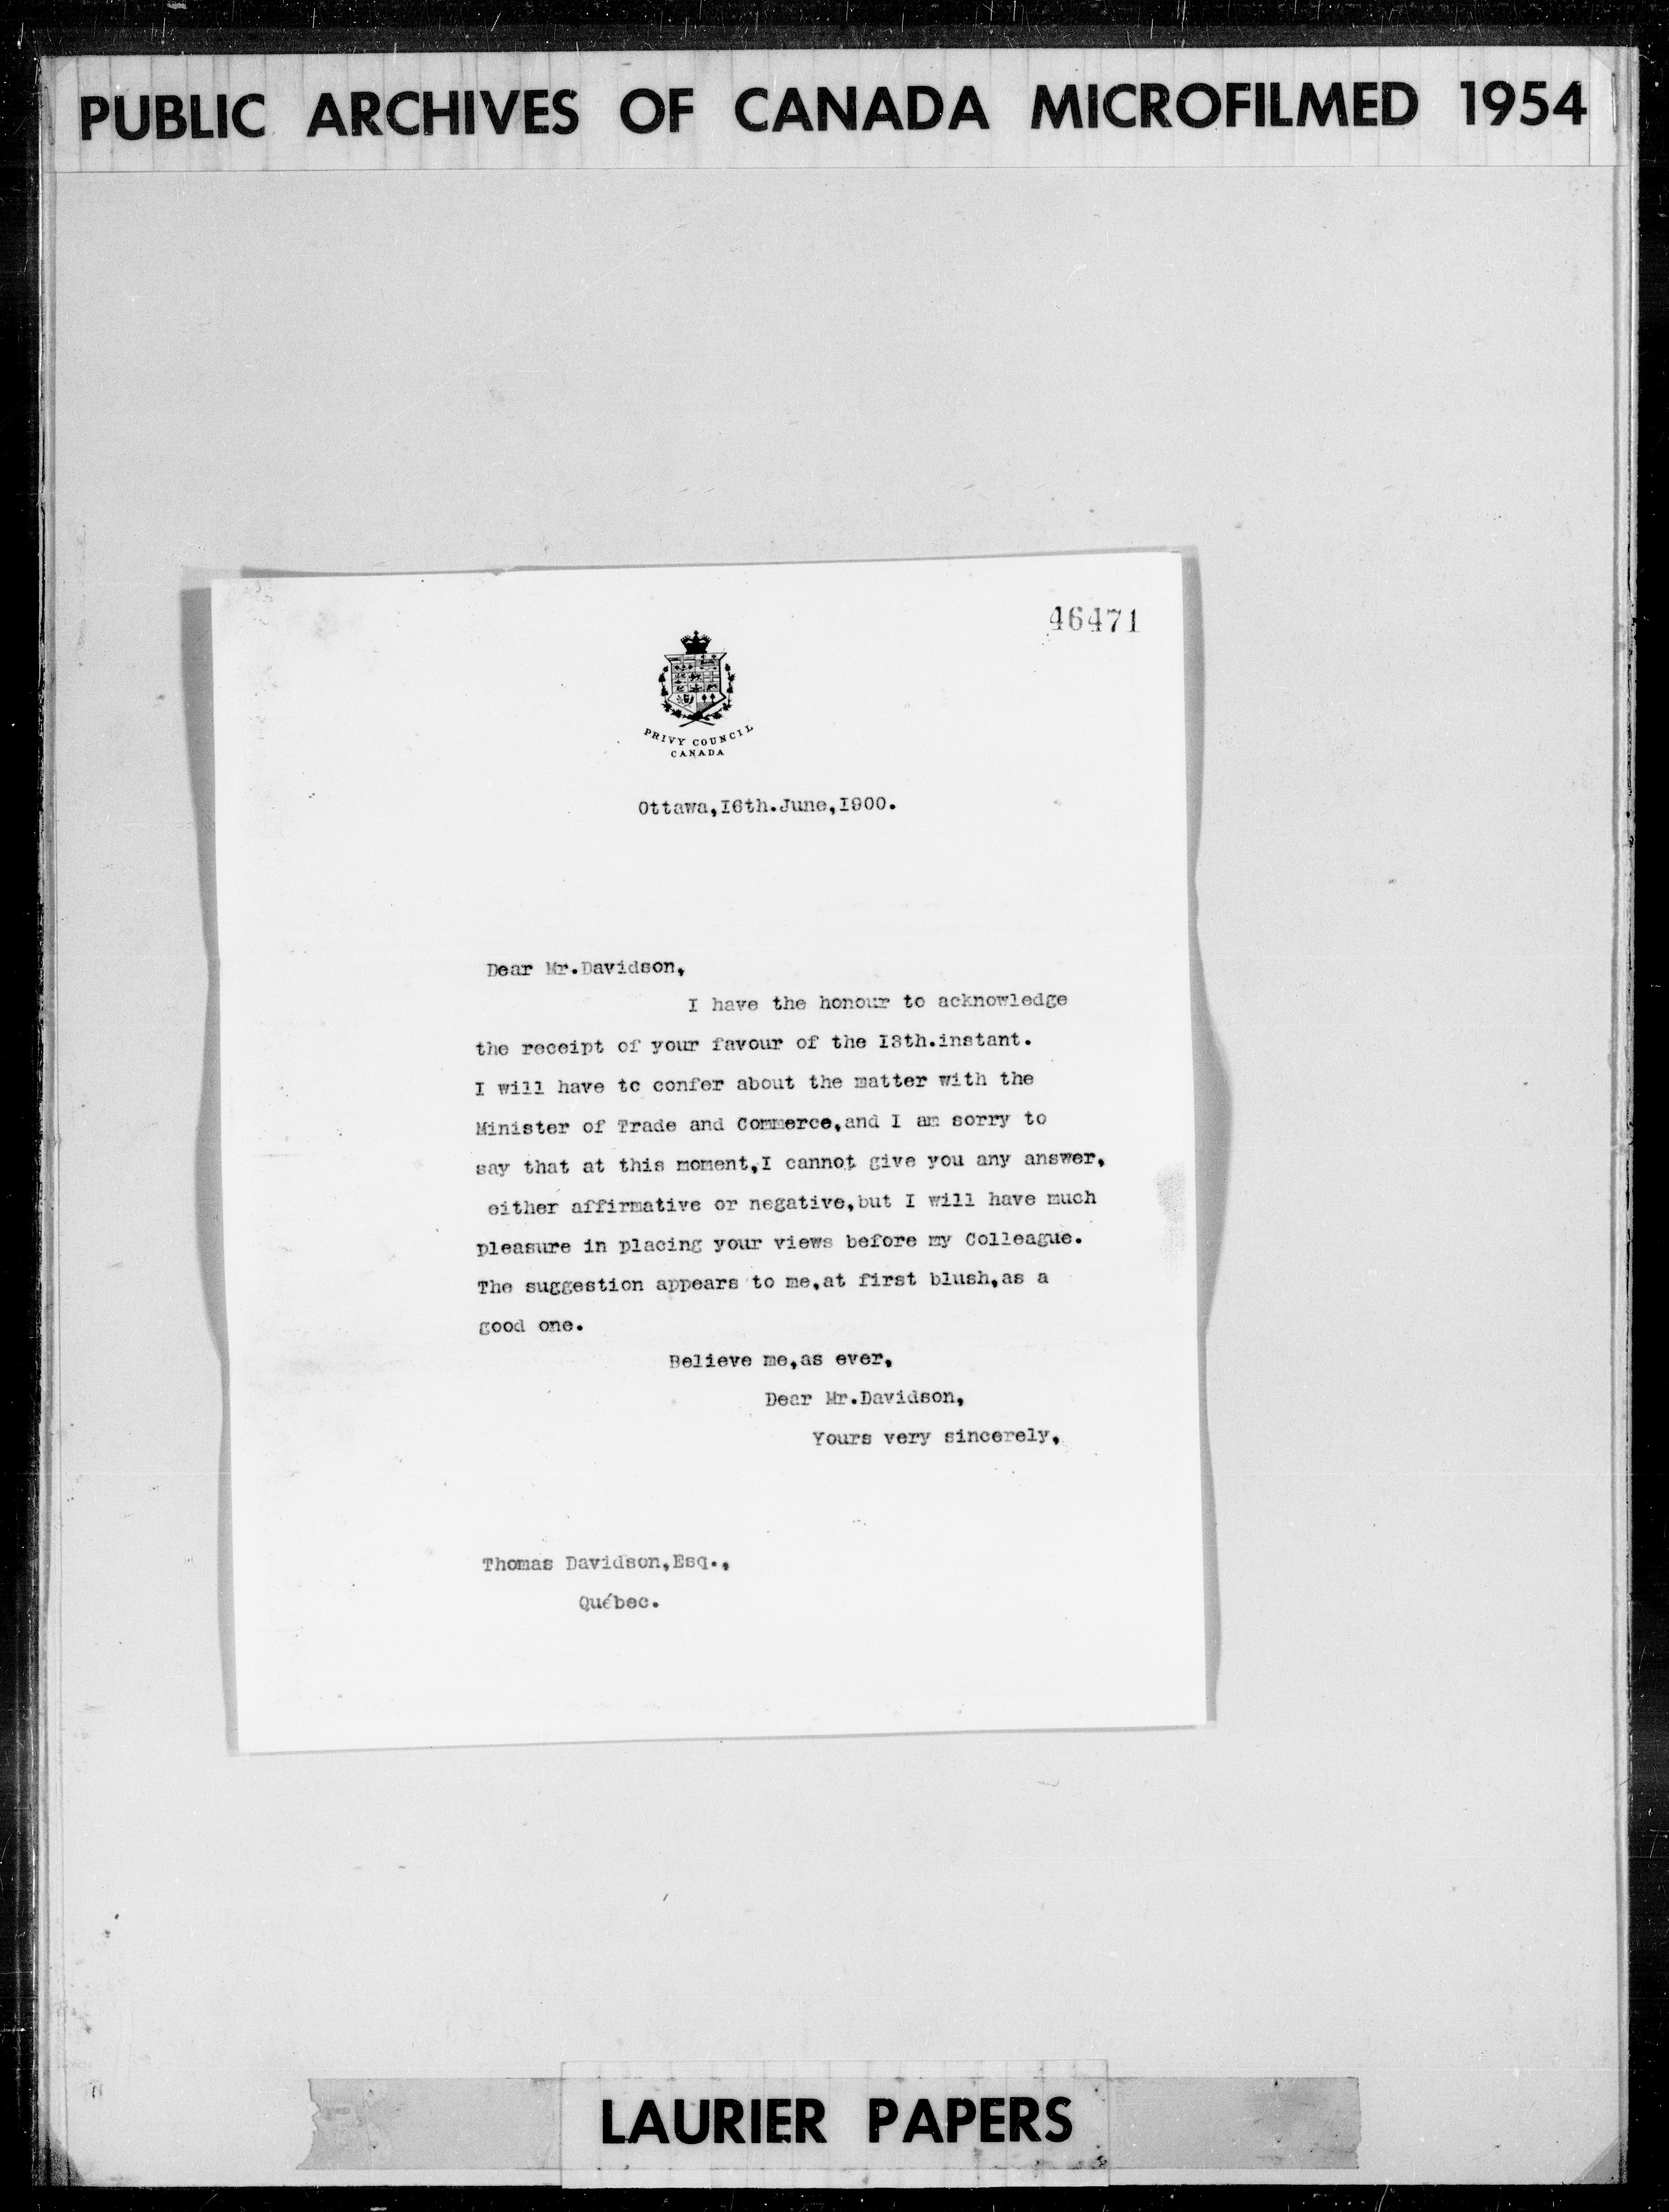 PUBLIC ARCHIVES OF CANADA MICROFILMED 1954
46471
PRIVY COUNCIL
CANADA
Ottawa,I6th.June,I900.
Dear Mr.Davidson,
I have the honour to acknowledge
the receipt of your favour of the I3th.instant.
I will have to confer about the matter with the
Minister of Trade and Commerce,and I am sorry to
say that at this moment,I cannot give you any answer,
either affirmative or negative,but I will have much
pleasure in placing your views before my Colleague.
The suggestion appears to me,at first blush,as a
good one.
Believe me,as ever,
Dear Mr.Davidson,
Yours very sincerely,
Thomas Davidson,Esq.,
Québec.
LAURIER PAPERS